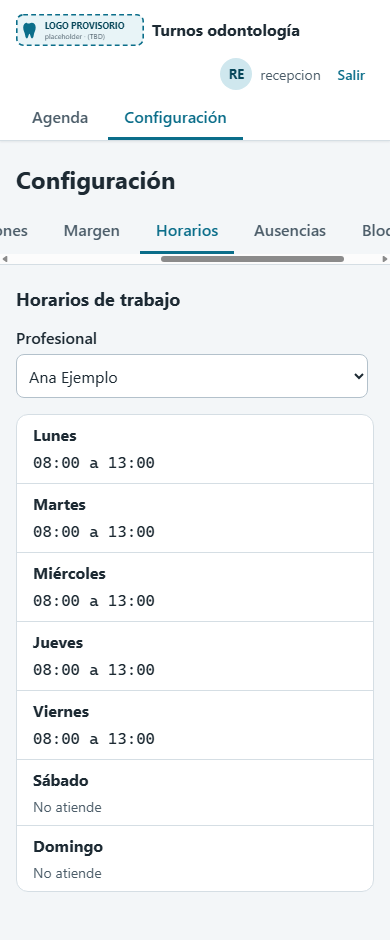 LOGO PROVISORIO
placeholder · (TBD)
Turnos odontología
RE
recepcion
Salir
Agenda
Configuración
Configuración
ones
Margen
Horarios
Ausencias
Bloc
Horarios de trabajo
Profesional
Ana Ejemplo
Lunes
08:00 a 13:00
Martes
08:00 a 13:00
Miércoles
08:00 a 13:00
Jueves
08:00 a 13:00
Viernes
08:00 a 13:00
Sábado
No atiende
Domingo
No atiende